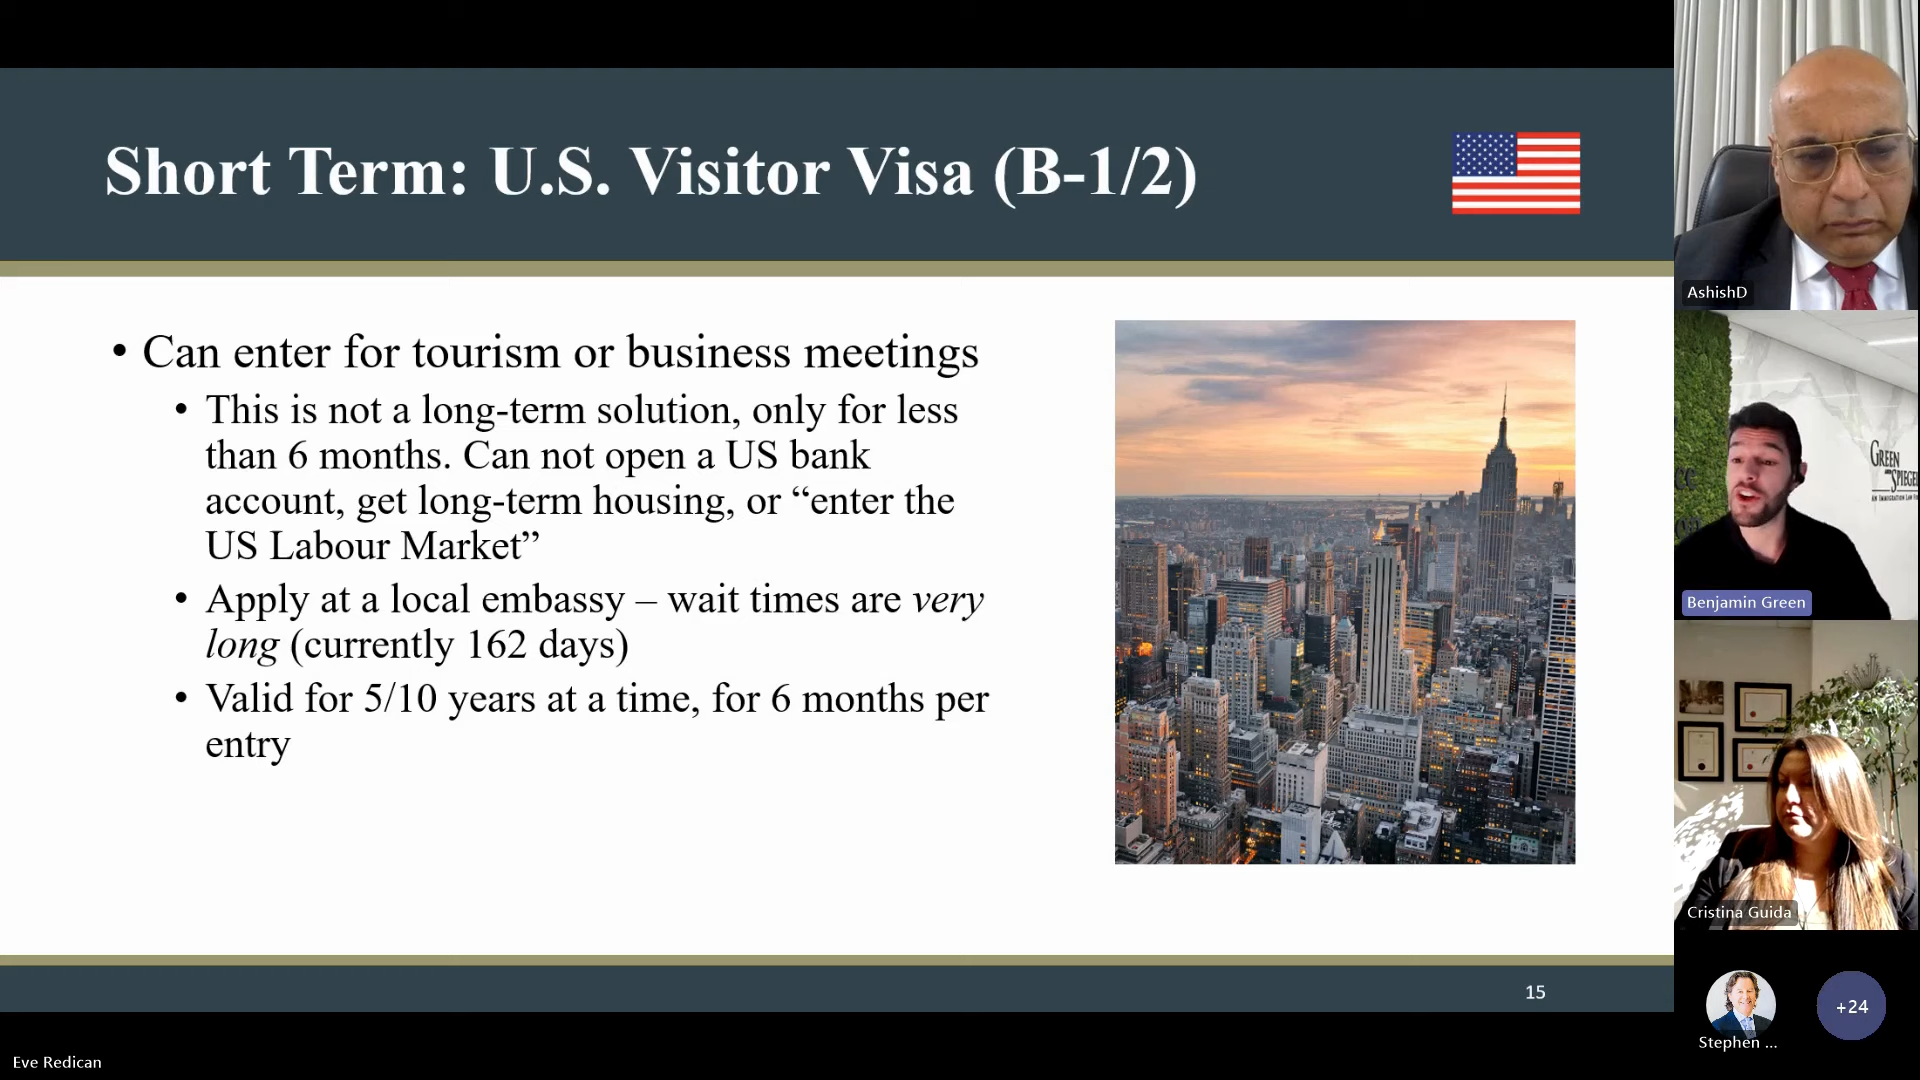 Short Term: U.S. Visitor Visa (B-1/2)
• Can enter for tourism or business meetings
• This is not a long-term solution, only for less
than 6 months. Can not open a US bank
account, get long-term housing, or “enter the
US Labour Market”
• Apply at a local embassy – wait times are very
long (currently 162 days)
• Valid for 5/10 years at a time, for 6 months per
entry
15
Eve Redican
AshishD
GREEN
AND SPIEGEL
Benjamin Green
Cristina Guida
Stephen ...
+24